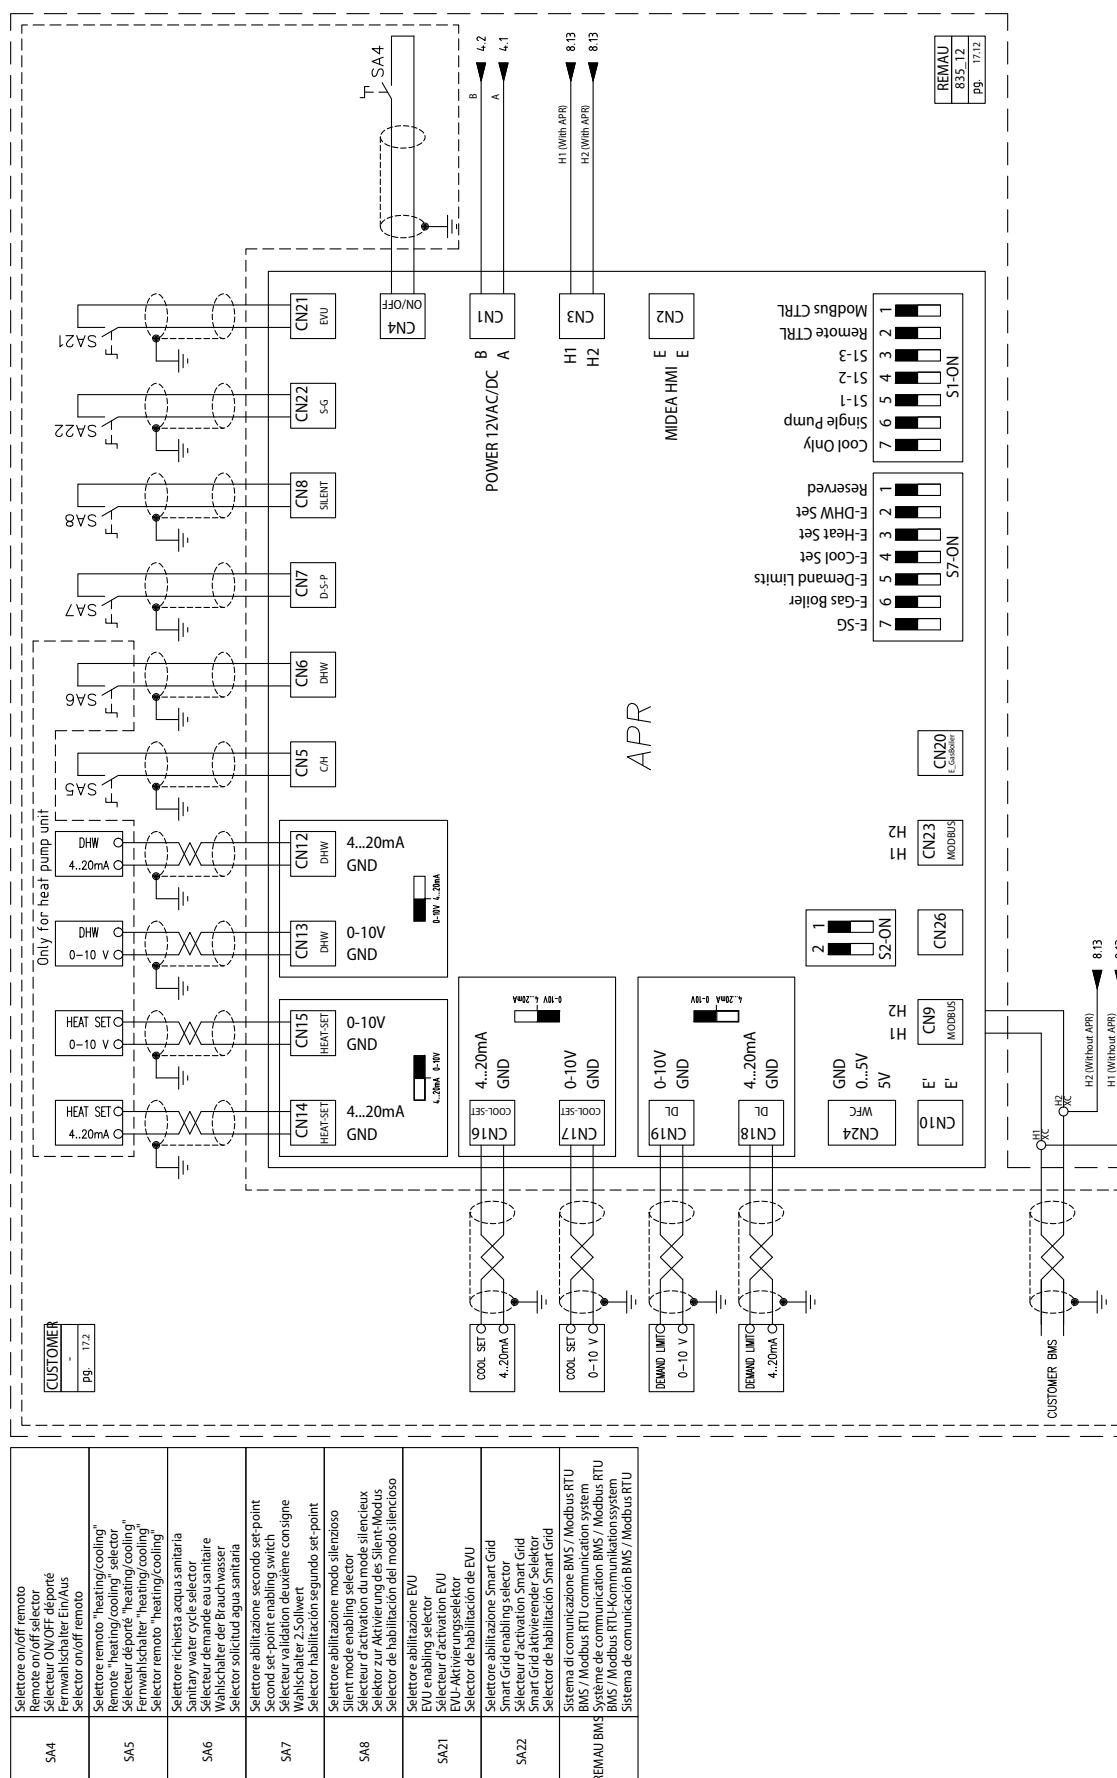 SA4
4.2
4.1
8.13
8.13
B
A
H1 (With APR)
H2 (With APR)
REMAU
835_12
pg. 17.12
SA21
CN21
EVU
SA22
CN22
S-G
SA8
CN8
SILENT
SA7
CN7
D-S-P
SA6
CN6
DHW
SA5
CN5
C/H
Only for heat pump unit
DHW
4...20mA
CN12
DHW
4...20mA
GND
0-10V 4..20mA
DHW
0-10 V
CN13
DHW
0-10V
GND
HEAT SET
0-10 V
CN15
HEAT-SET
0-10V
GND
4..20mA 0-10V
HEAT SET
4..20mA
CN14
HEAT-SET
4...20mA
GND
CN4
ON/OFF
CN1
B
A
POWER 12VAC/DC
CN3
H1
H2
CN2
E
E
MIDEA HMI
ModBus CTRL
Remote CTRL
S1-3
S1-2
S1-1
Single Pump
Cool Only
1
2
3
4
5
6
7
S1-ON
Reserved
E-DHW Set
E-Heat Set
E-Cool Set
E-Demand Limits
E-Gas Boiler
E-SG
1
2
3
4
5
6
7
S7-ON
APR
CN20
E_GasBoiler
H2
H1
CN23
MODBUS
1
2
S2-ON
CN26
H2
H1
CN9
MODBUS
4..20mA 0-10V
4...20mA
GND
COOL-SET
CN16
0-10V
GND
COOL-SET
CN17
4..20mA 0-10V
0-10V
GND
DL
CN19
4...20mA
GND
DL
CN18
GND
0...5V
5V
WFC
CN24
E'
E'
CN10
H2 (Without APR)
8.13
H1 (Without APR)
H2
XC
H1
XC
CUSTOMER
-
pg. 17.2
COOL SET
4..20mA
COOL SET
0-10 V
DEMAND LIMIT
0-10 V
DEMAND LIMIT
4..20mA
CUSTOMER BMS
SA4
Selettore on/off remoto
Remote on/off selector
Sélecteur ON/OFF déporté
Fernwahlschalter Ein/Aus
Selector on/off remoto
SA5
Selettore remoto "heating/cooling"
Remote "heating/cooling" selector
Sélecteur déporté "heating/cooling"
Fernwahlschalter "heating/cooling"
Selector remoto "heating/cooling"
SA6
Selettore richiesta acqua sanitaria
Sanitary water cycle selector
Sélecteur demande eau sanitaire
Wahlschalter der Brauchwasser
Selector solicitud agua sanitaria
SA7
Selettore abilitazione secondo set-point
Second set-point enabling switch
Sélecteur validation deuxième consigne
Wahlschalter 2.Sollwert
Selector habilitación segundo set-point
SA8
Selettore abilitazione modo silenzioso
Silent mode enabling selector
Sélecteur d'activation du mode silencieux
Selektor zur Aktivierung des Silent-Modus
Selector de habilitación del modo silencioso
SA21
Selettore abilitazione EVU
EVU enabling selector
Sélecteur d'activation EVU
EVU-Aktivierungsselektor
Selector de habilitación de EVU
SA22
Selettore abilitazione Smart Grid
Smart Grid enabling selector
Sélecteur d'activation Smart Grid
Smart Grid aktivierender Selektor
Selector de habilitación Smart Grid
REMAU BMS
Sistema di comunicazione BMS / Modbus RTU
BMS / Modbus RTU communication system
Système de communication BMS / Modbus RTU
BMS / Modbus RTU-Kommunikationssystem
Sistema de comunicación BMS / Modbus RTU